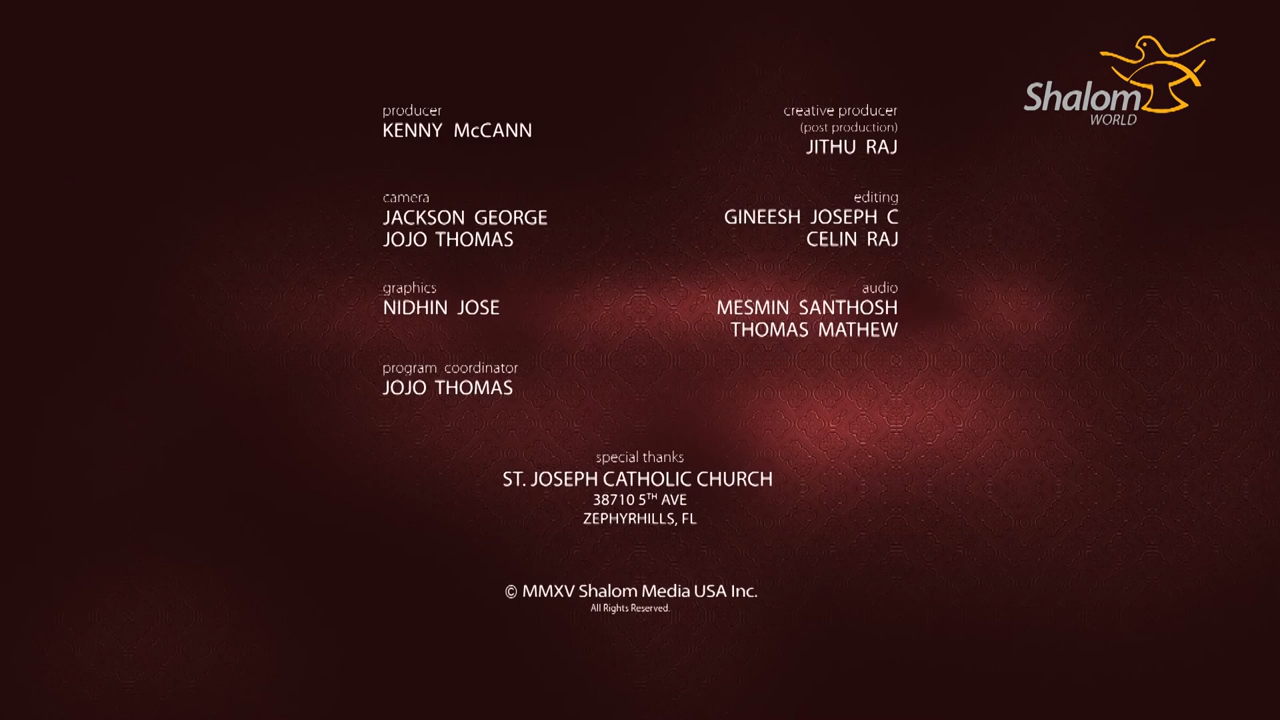 Shalom
WORLD
producer
KENNY McCANN
creative producer
(post production)
JITHU RAJ
camera
JACKSON GEORGE
JOJO THOMAS
editing
GINEESH JOSEPH C
CELIN RAJ
graphics
NIDHIN JOSE
audio
MESMIN SANTHOSH
THOMAS MATHEW
program coordinator
JOJO THOMAS
special thanks
ST. JOSEPH CATHOLIC CHURCH
38710 5TH AVE
ZEPHYRHILLS, FL
© MMXV Shalom Media USA Inc.
All Rights Reserved.